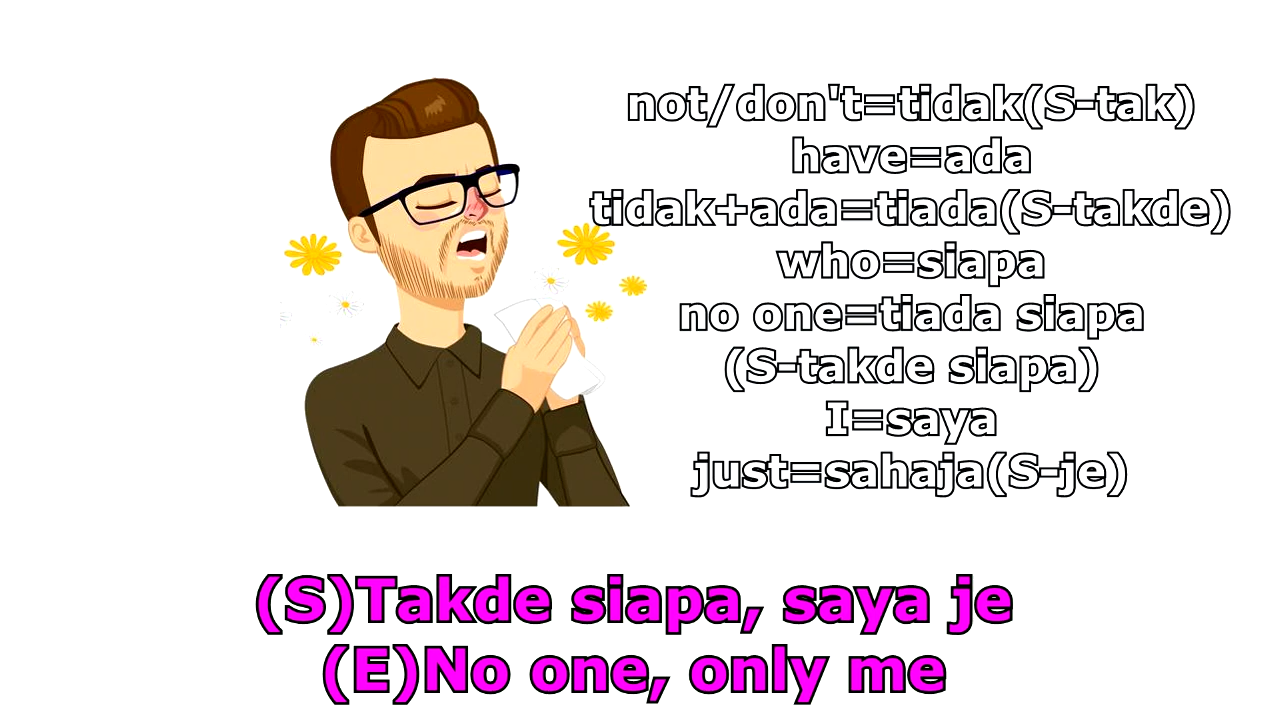 not/don't=tidak(S-tak)
have=ada
tidak+ada=tiada(S-takde)
who=siapa
no one=tiada siapa
(S-takde siapa)
I=saya
just=sahaja(S-je)
(S)Takde siapa, saya je
(E)No one, only me